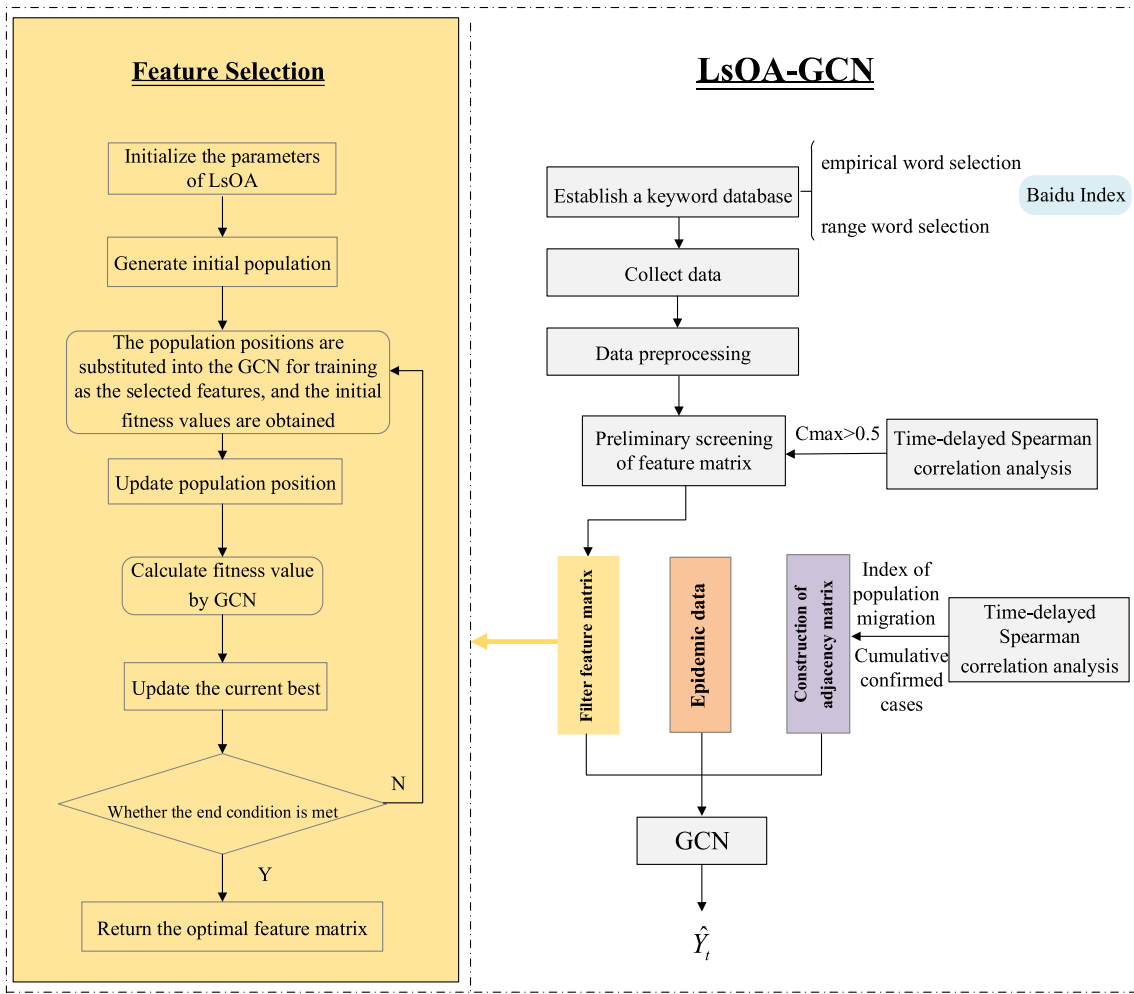 Feature Selection
Initialize the parameters
of LsOA
Generate initial population
The population positions are
substituted into the GCN for training
as the selected features, and the initial
fitness values are obtained
Update population position
Calculate fitness value
by GCN
Update the current best
Whether the end condition is met
N
Y
Return the optimal feature matrix
LsOA-GCN
Establish a keyword database
empirical word selection
range word selection
Baidu Index
Collect data
Data preprocessing
Preliminary screening
of feature matrix
Cmax>0.5
Time-delayed Spearman
correlation analysis
Filter feature matrix
Epidemic data
Construction of
adjacency matrix
Index of
population
migration
Cumulative
confirmed
cases
Time-delayed
Spearman
correlation analysis
GCN
Ŷt